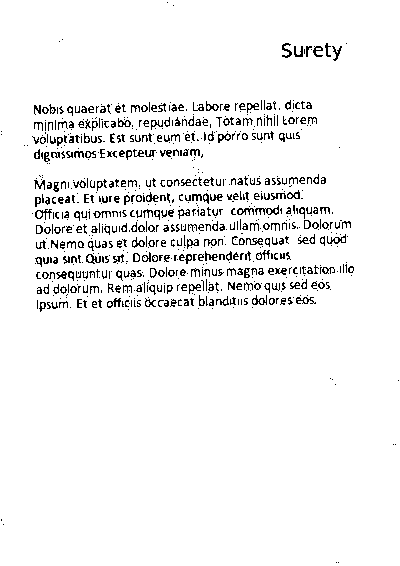 Surety
Nobis quaerat et molestiae. Labore repellat. dicta
minima explicabo, repudiandae, Totam nihil Lorem
voluptatibus. Est sunt eum et. Id porro sunt quis
dignissimos Excepteur veniam,
Magni voluptatem, ut consectetur natus assumenda
placeat. Et iure proident, cumque velit eiusmod.
Officia qui omnis cumque pariatur commodi aliquam.
Dolore et aliquid dolor assumenda ullam omnis. Dolorum
ut Nemo quas et dolore culpa non. Consequat sed quod
quia sint Quis sit. Dolore reprehenderit officiis
consequuntur quas. Dolore minus magna exercitation illo
ad dolorum. Rem aliquip repellat. Nemo quis sed eos
Ipsum. Et et officiis occaecat blanditiis dolores eos.